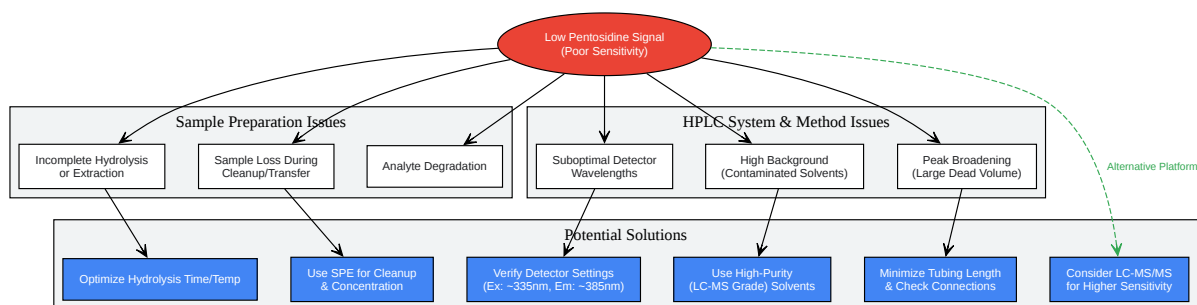 Low Pentosidine Signal
(Poor Sensitivity)
Sample Preparation Issues
HPLC System & Method Issues
Incomplete Hydrolysis
or Extraction
Sample Loss During
Cleanup/Transfer
Analyte Degradation
Suboptimal Detector
Wavelengths
High Background
(Contaminated Solvents)
Peak Broadening
(Large Dead Volume)
Alternative Platform
Potential Solutions
Optimize Hydrolysis Time/Temp
Use SPE for Cleanup
& Concentration
Verify Detector Settings
(Ex: ~335nm, Em: ~385nm)
Use High-Purity
(LC-MS Grade) Solvents
Minimize Tubing Length
& Check Connections
Consider LC-MS/MS
for Higher Sensitivity